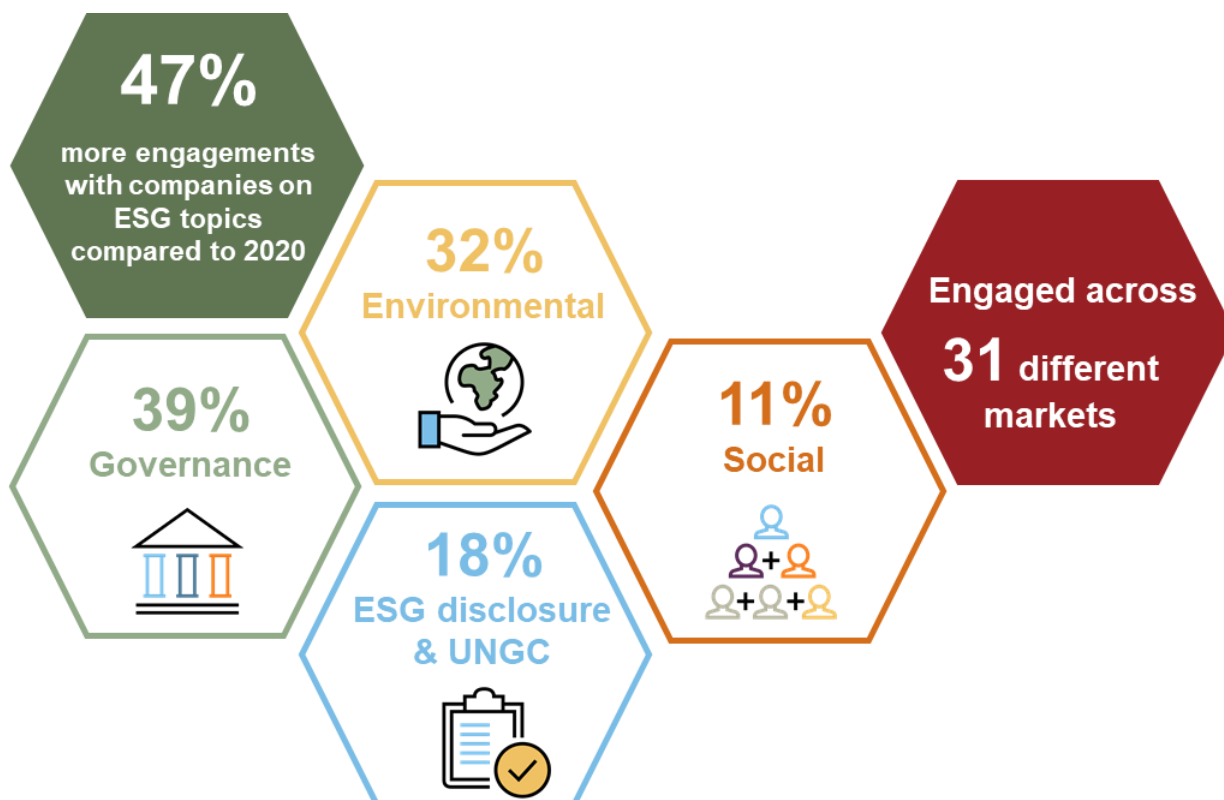 47%
more engagements
with companies on
ESG topics
compared to 2020
32%
Environmental
39%
Governance
18%
ESG disclosure
& UNGC
11%
Social
Engaged across
31 different
markets